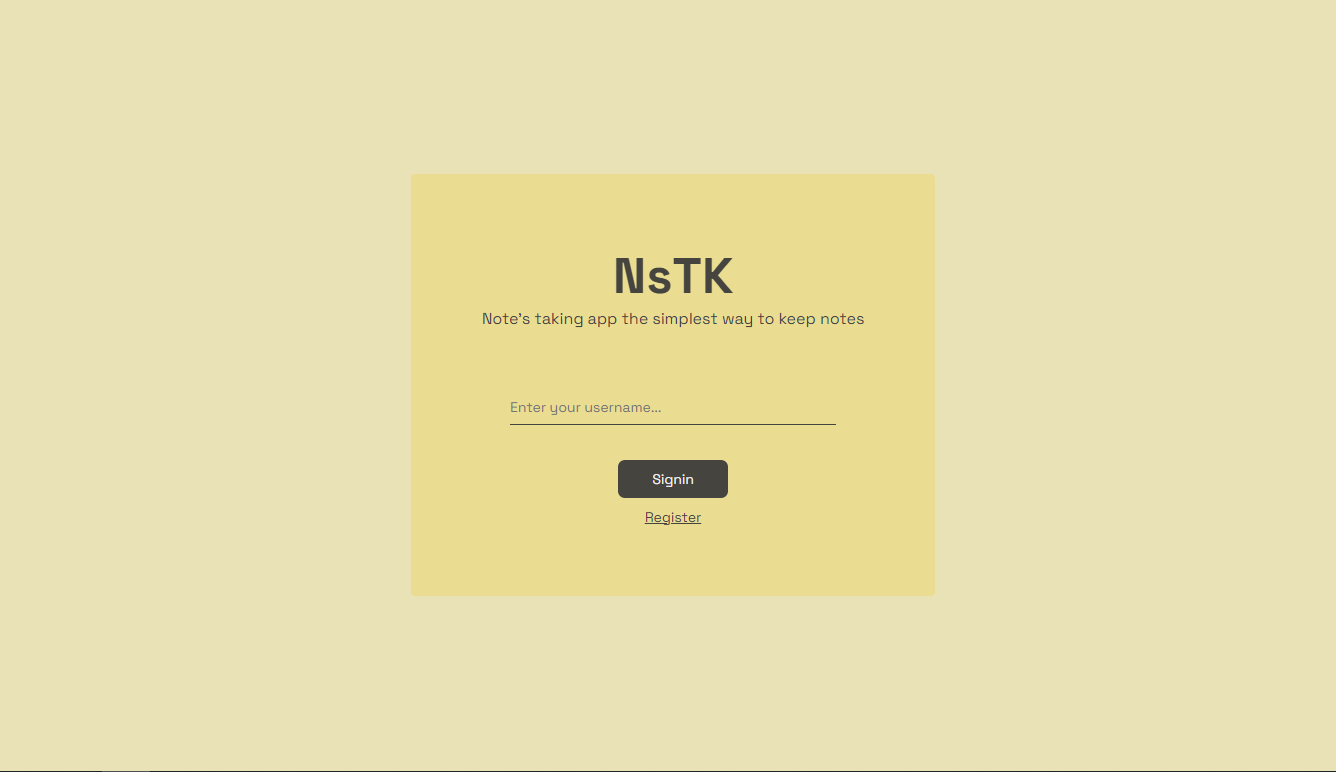 NsTK
Note's taking app the simplest way to keep notes
Enter your username...
Signin
Register